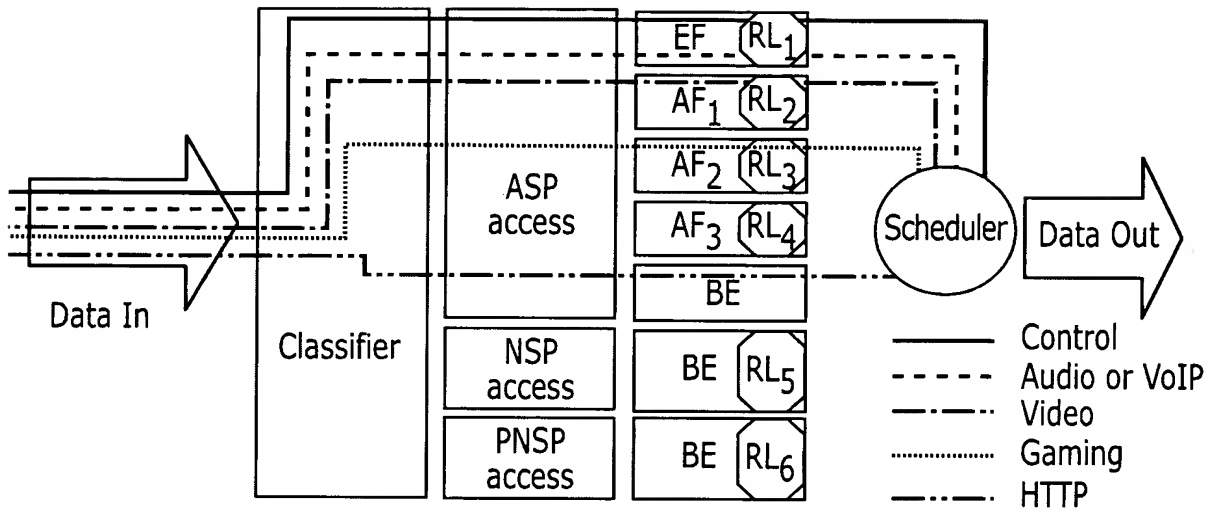 EF RL1
AF1 RL2
AF2 RL3
ASP access
AF3 RL4
Scheduler
Data Out
BE
Data In
Classifier
NSP access
BE RL5
PNSP access
BE RL6
Control
Audio or VoIP
Video
Gaming
HTTP